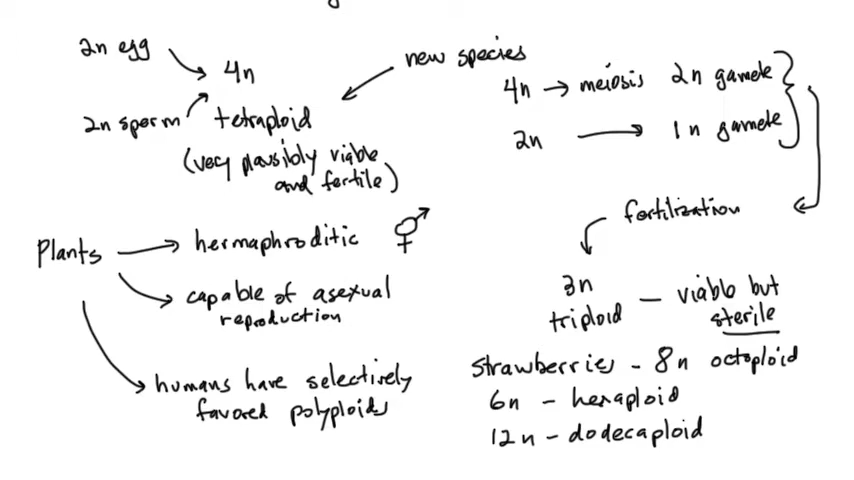 2n egg
4n
2n sperm
tetraploid
(very plausibly viable
and fertile)
new species
4n → meiosis 2n gamete
2n → 1n gamete
fertilization
3n
triploid — viable but
sterile
Plants → hermaphroditic ⚥
capable of asexual
reproduction
humans have selectively
favored polyploids
strawberries - 8n octoploid
6n - hexaploid
12n - dodecaploid